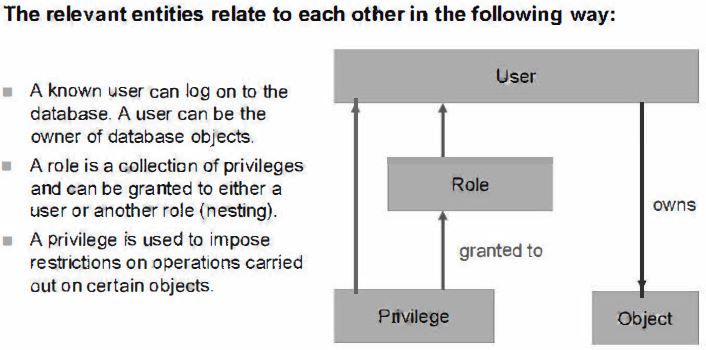 The relevant entities relate to each other in the following way:
A known user can log on to the
database. A user can be the
owner of database objects.
A role is a collection of privileges
and can be granted to either a
user or another role (nesting).
A privilege is used to impose
restrictions on operations carried
out on certain objects.
User
Role
owns
granted to
Privilege
Object